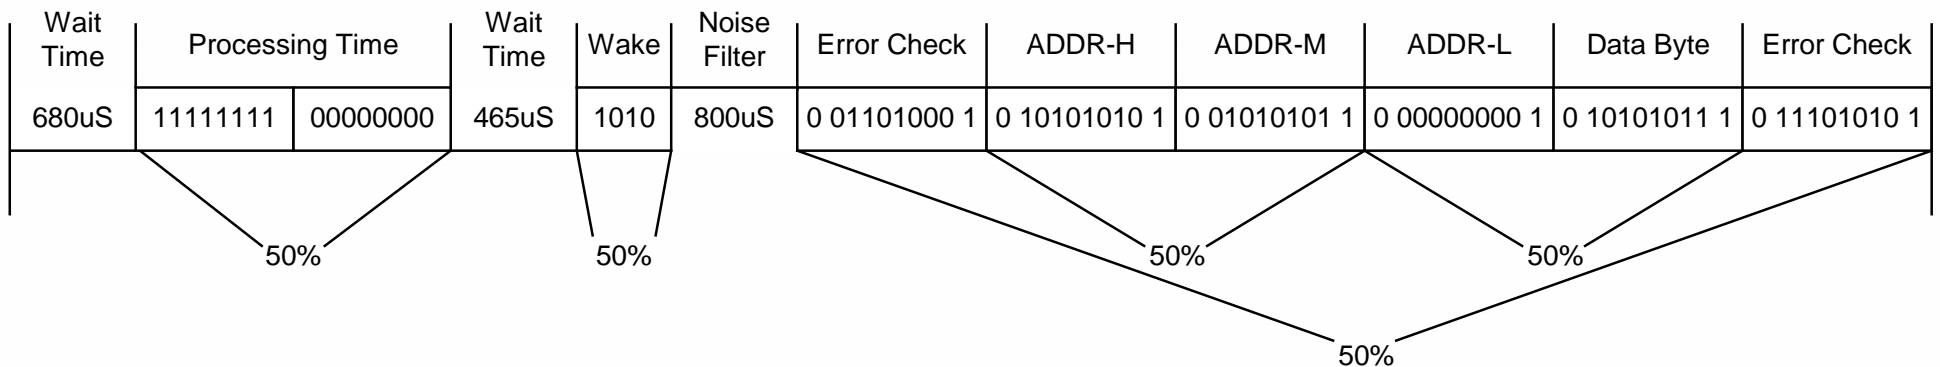 Wait Time
Processing Time
Wait Time
Wake
Noise Filter
Error Check
ADDR-H
ADDR-M
ADDR-L
Data Byte
Error Check
680uS
11111111
00000000
465uS
1010
800uS
0 01101000 1
0 10101010 1
0 01010101 1
0 00000000 1
0 10101011 1
0 11101010 1
50%
50%
50%
50%
50%